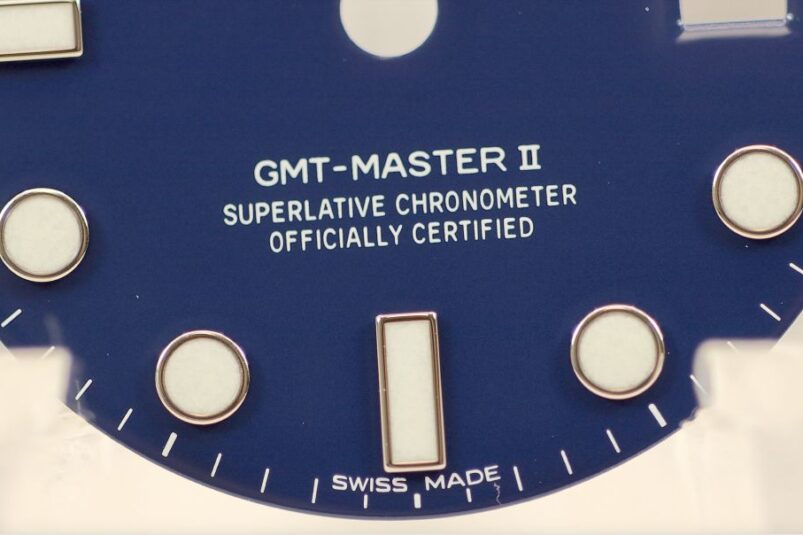 GMT-MASTER II
SUPERLATIVE CHRONOMETER
OFFICIALLY CERTIFIED
SWISS MADE